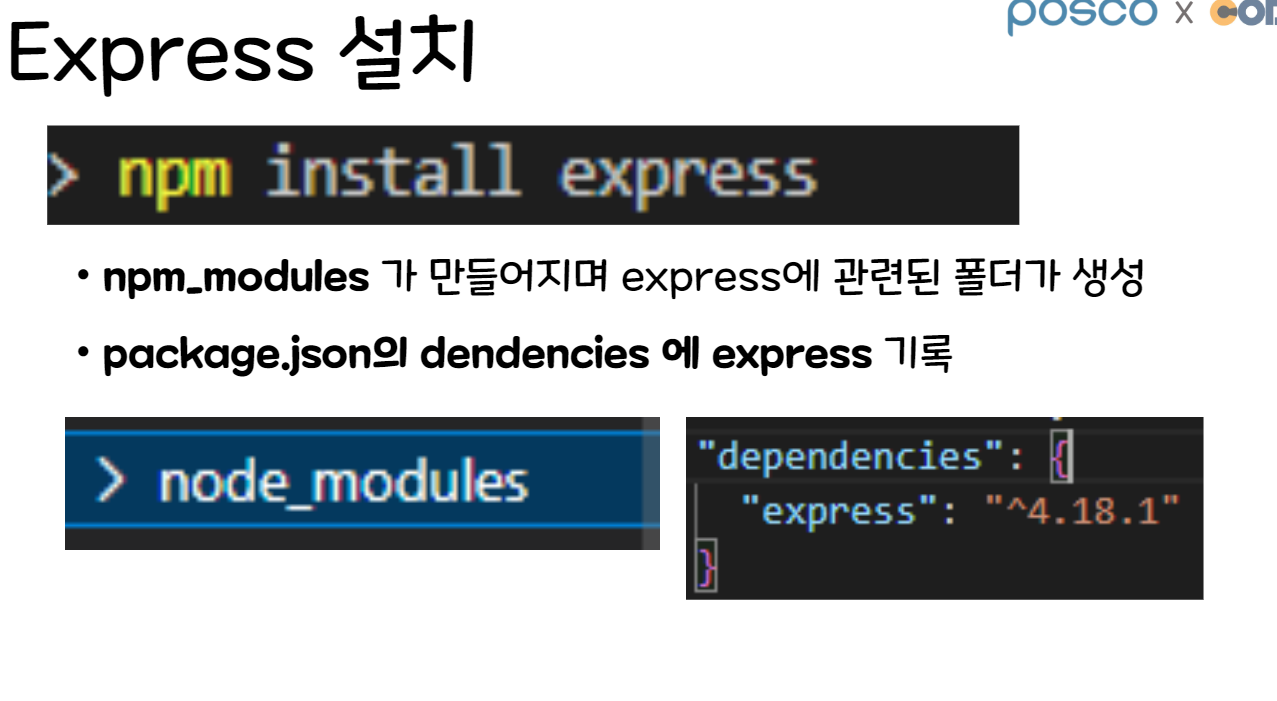 posco x
Express 설치
> npm install express
• npm_modules 가 만들어지며 express에 관련된 폴더가 생성
• package.json의 dendencies 에 express 기록
> node_modules
"dependencies": {
"express": "^4.18.1"
}